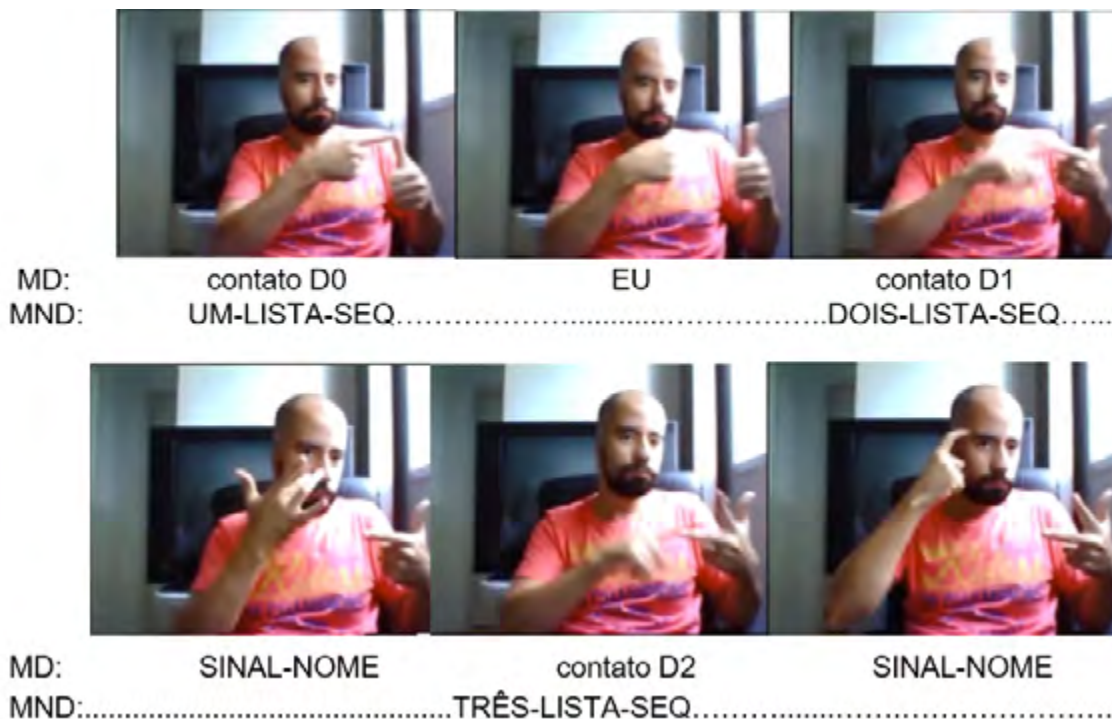 MD: contato D0 EU contato D1
MND: UM-LISTA-SEQ.............................................................DOIS-LISTA-SEQ......
MD: SINAL-NOME contato D2 SINAL-NOME
MND:....................................................TRÊS-LISTA-SEQ..........................................................